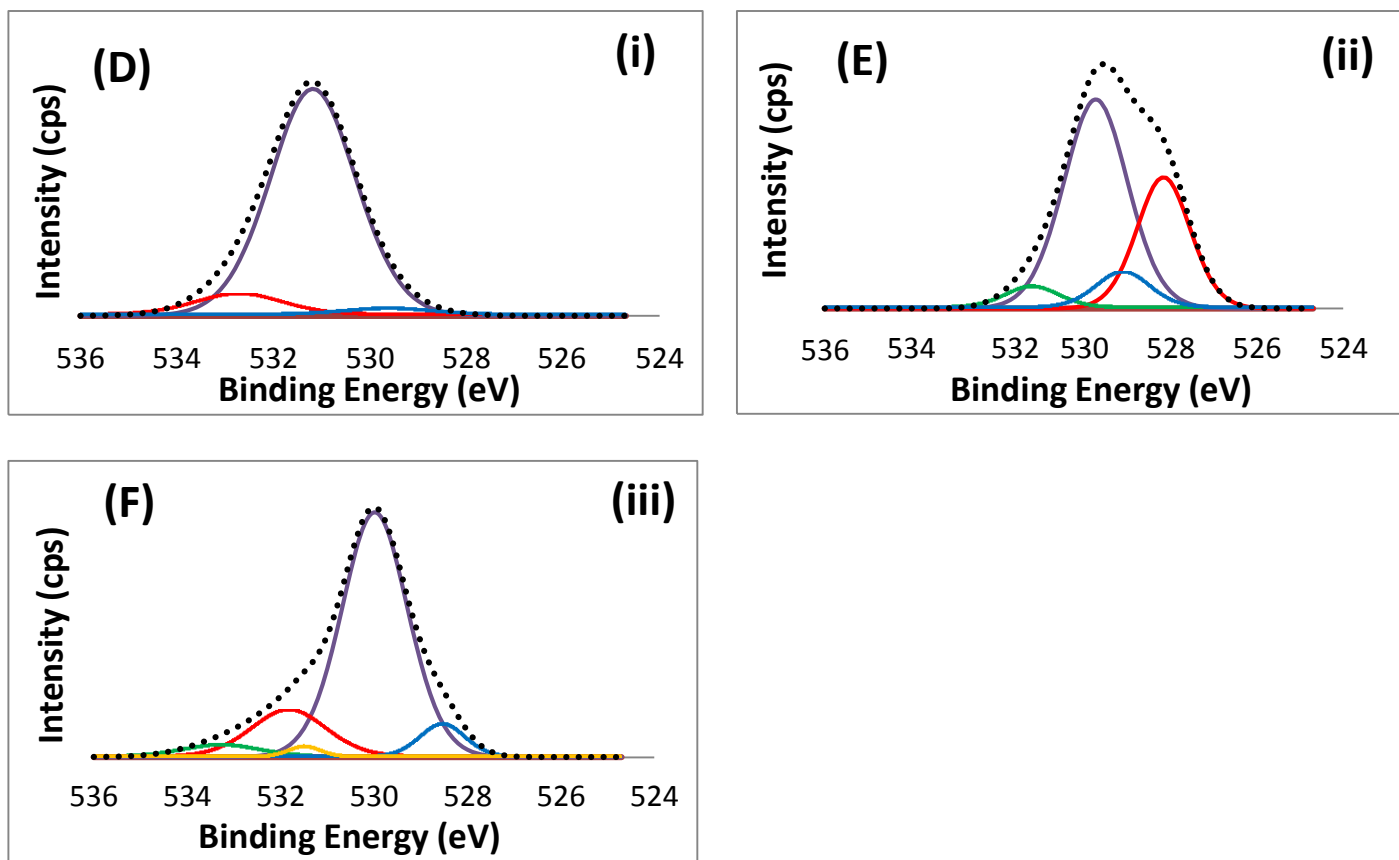 (D) (i)
Intensity (cps)
536 534 532 530 528 526 524
Binding Energy (eV)
(E) (ii)
Intensity (cps)
536 534 532 530 528 526 524
Binding Energy (eV)
(F) (iii)
Intensity (cps)
536 534 532 530 528 526 524
Binding Energy (eV)